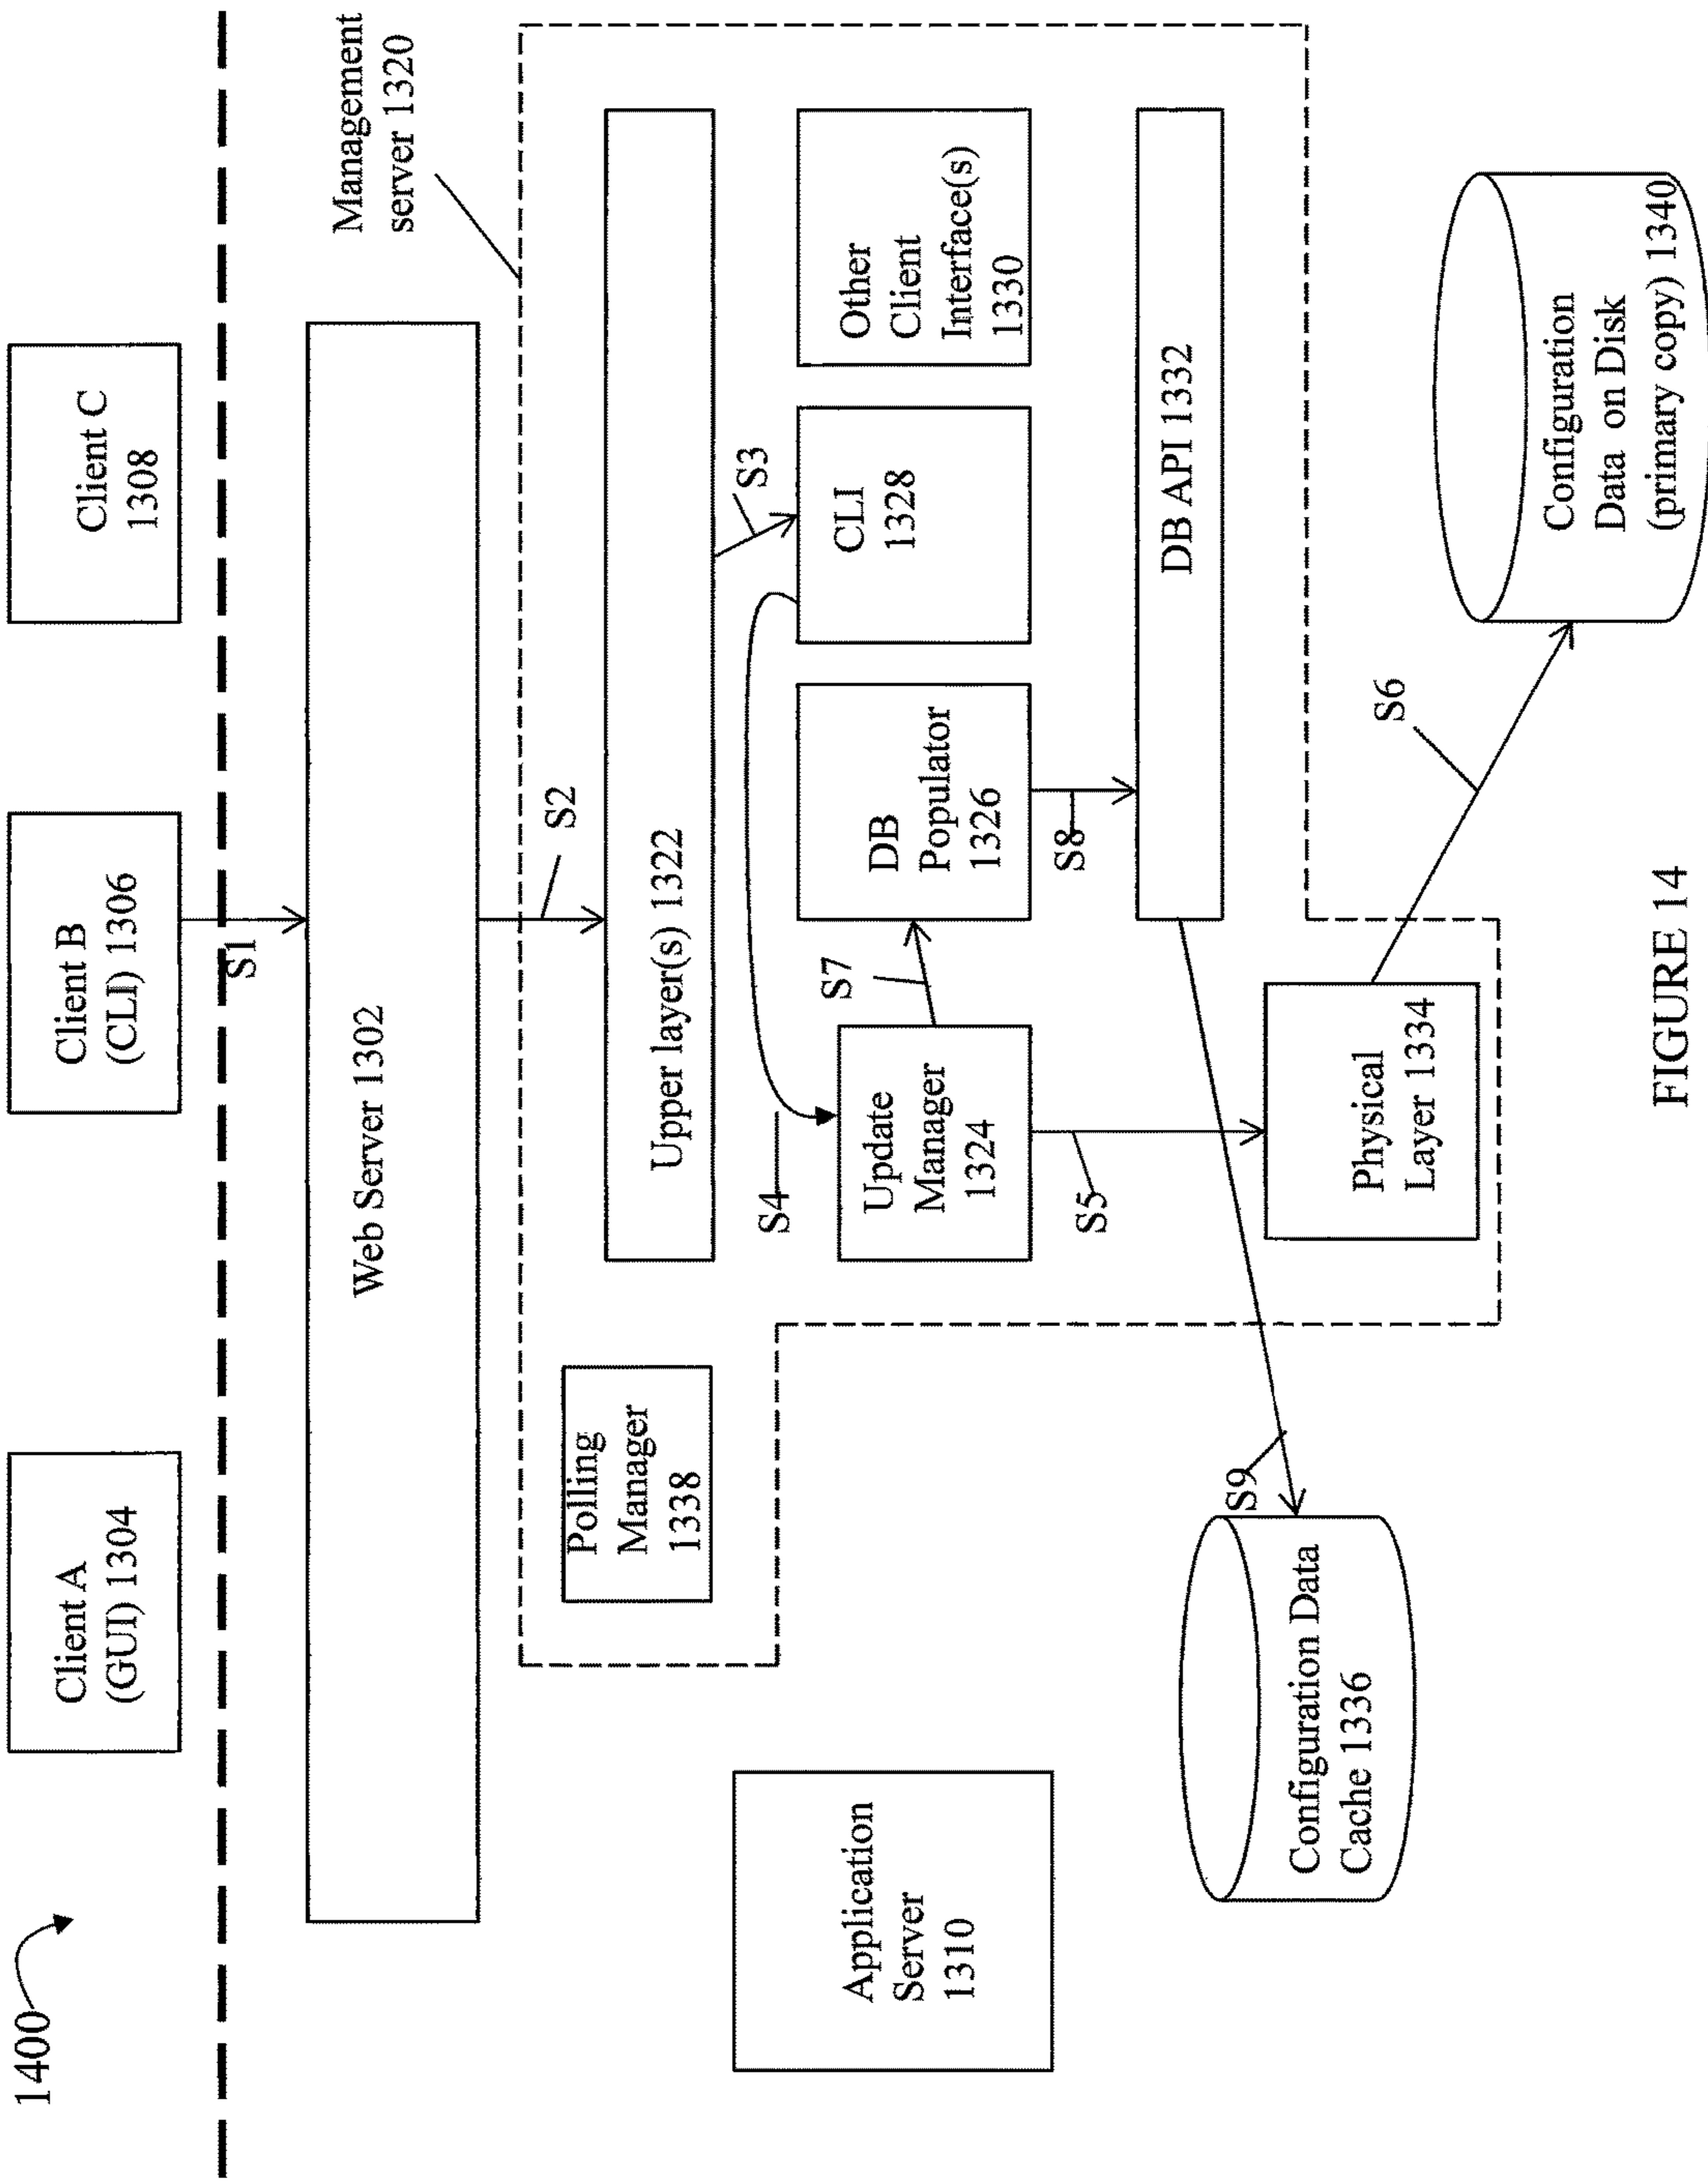 1400
Client A
(GUI) 1304
Client B
(CLI) 1306
Client C
1308
S1
Web Server 1302
Management
server 1320
S2
Polling
Manager
1338
Upper layer(s) 1322
S3
S4
Application
Server
1310
Update
Manager
1324
S7
DB
Populator
1326
CLI
1328
Other
Client
Interface(s)
1330
S5
S8
DB API 1332
S9
Configuration Data
Cache 1336
Physical
Layer 1334
S6
Configuration
Data on Disk
(primary copy) 1340
FIGURE 14